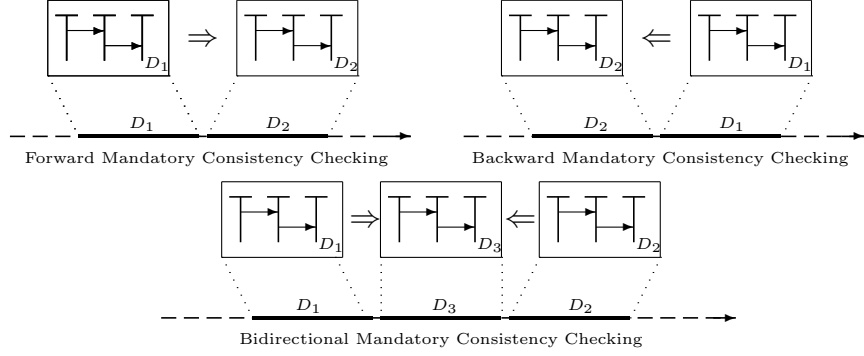 D1 ⇒ D2 D2 ⇐ D1
D1 D2 D2 D1
Forward Mandatory Consistency Checking Backward Mandatory Consistency Checking
D1 ⇒ D3 ⇐ D2
D1 D3 D2
Bidirectional Mandatory Consistency Checking